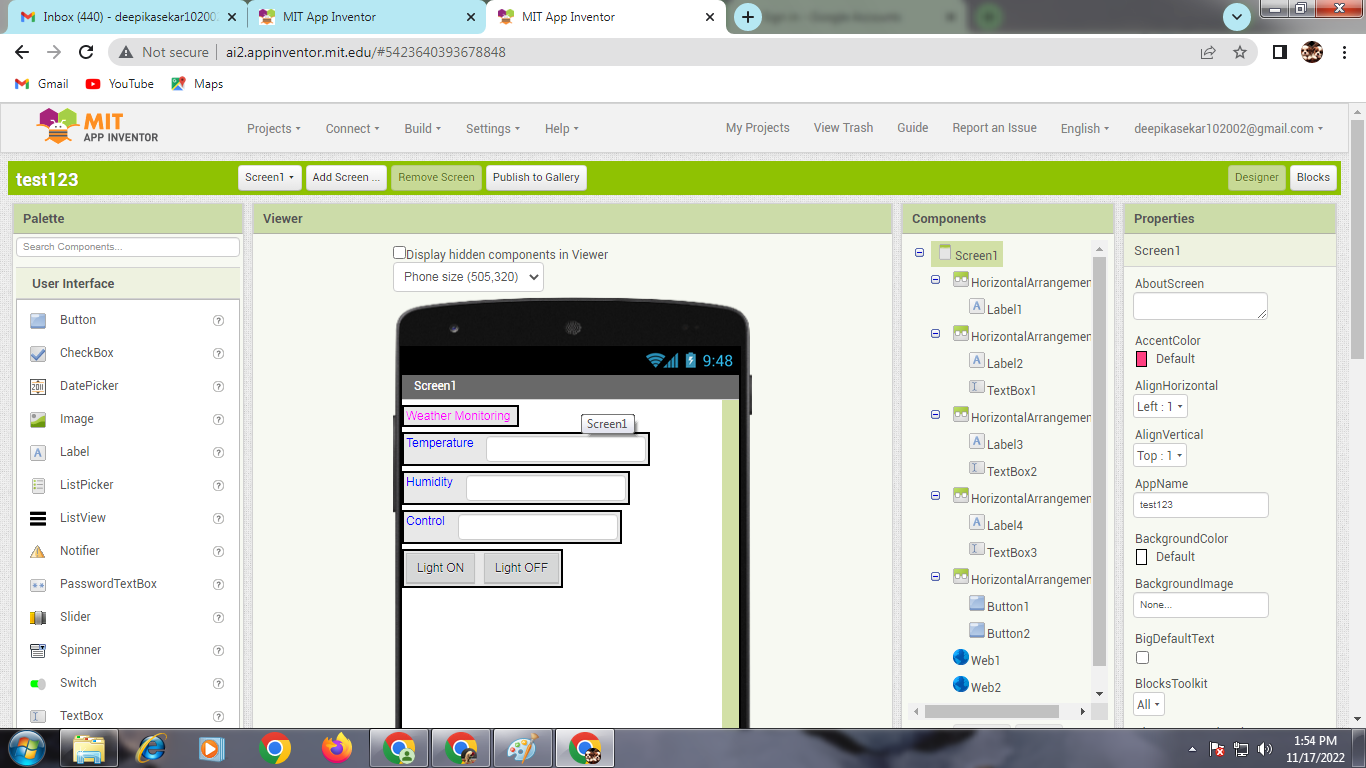 Inbox (440) - deepikasekar10200
MIT App Inventor
MIT App Inventor
Not secure
ai2.appinventor.mit.edu/#5423640393678848
Gmail
YouTube
Maps
MIT
APP INVENTOR
Projects
Connect
Build
Settings
Help
My Projects
View Trash
Guide
Report an Issue
English
deepikasekar102002@gmail.com
test123
Screen1
Add Screen ...
Remove Screen
Publish to Gallery
Designer
Blocks
Palette
Search Components...
User Interface
Button
CheckBox
DatePicker
Image
Label
ListPicker
ListView
Notifier
PasswordTextBox
Slider
Spinner
Switch
TextBox
Viewer
Display hidden components in Viewer
Phone size (505,320)
9:48
Screen1
Weather Monitoring
Screen1
Temperature
Humidity
Control
Light ON
Light OFF
Components
Screen1
HorizontalArrangemen
Label1
HorizontalArrangemen
Label2
TextBox1
HorizontalArrangemen
Label3
TextBox2
HorizontalArrangemen
Label4
TextBox3
HorizontalArrangemen
Button1
Button2
Web1
Web2
Properties
Screen1
AboutScreen
AccentColor
Default
AlignHorizontal
Left : 1
AlignVertical
Top : 1
AppName
test123
BackgroundColor
Default
BackgroundImage
None...
BigDefaultText
BlocksToolkit
All
1:54 PM
11/17/2022